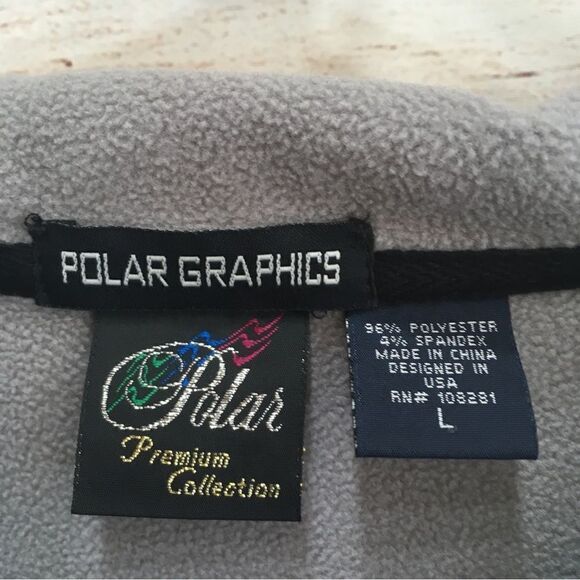 POLAR GRAPHICS
Polar
Premium
Collection
96% POLYESTER
4% SPANDEX
MADE IN CHINA
DESIGNED IN
USA
RN# 108281
L